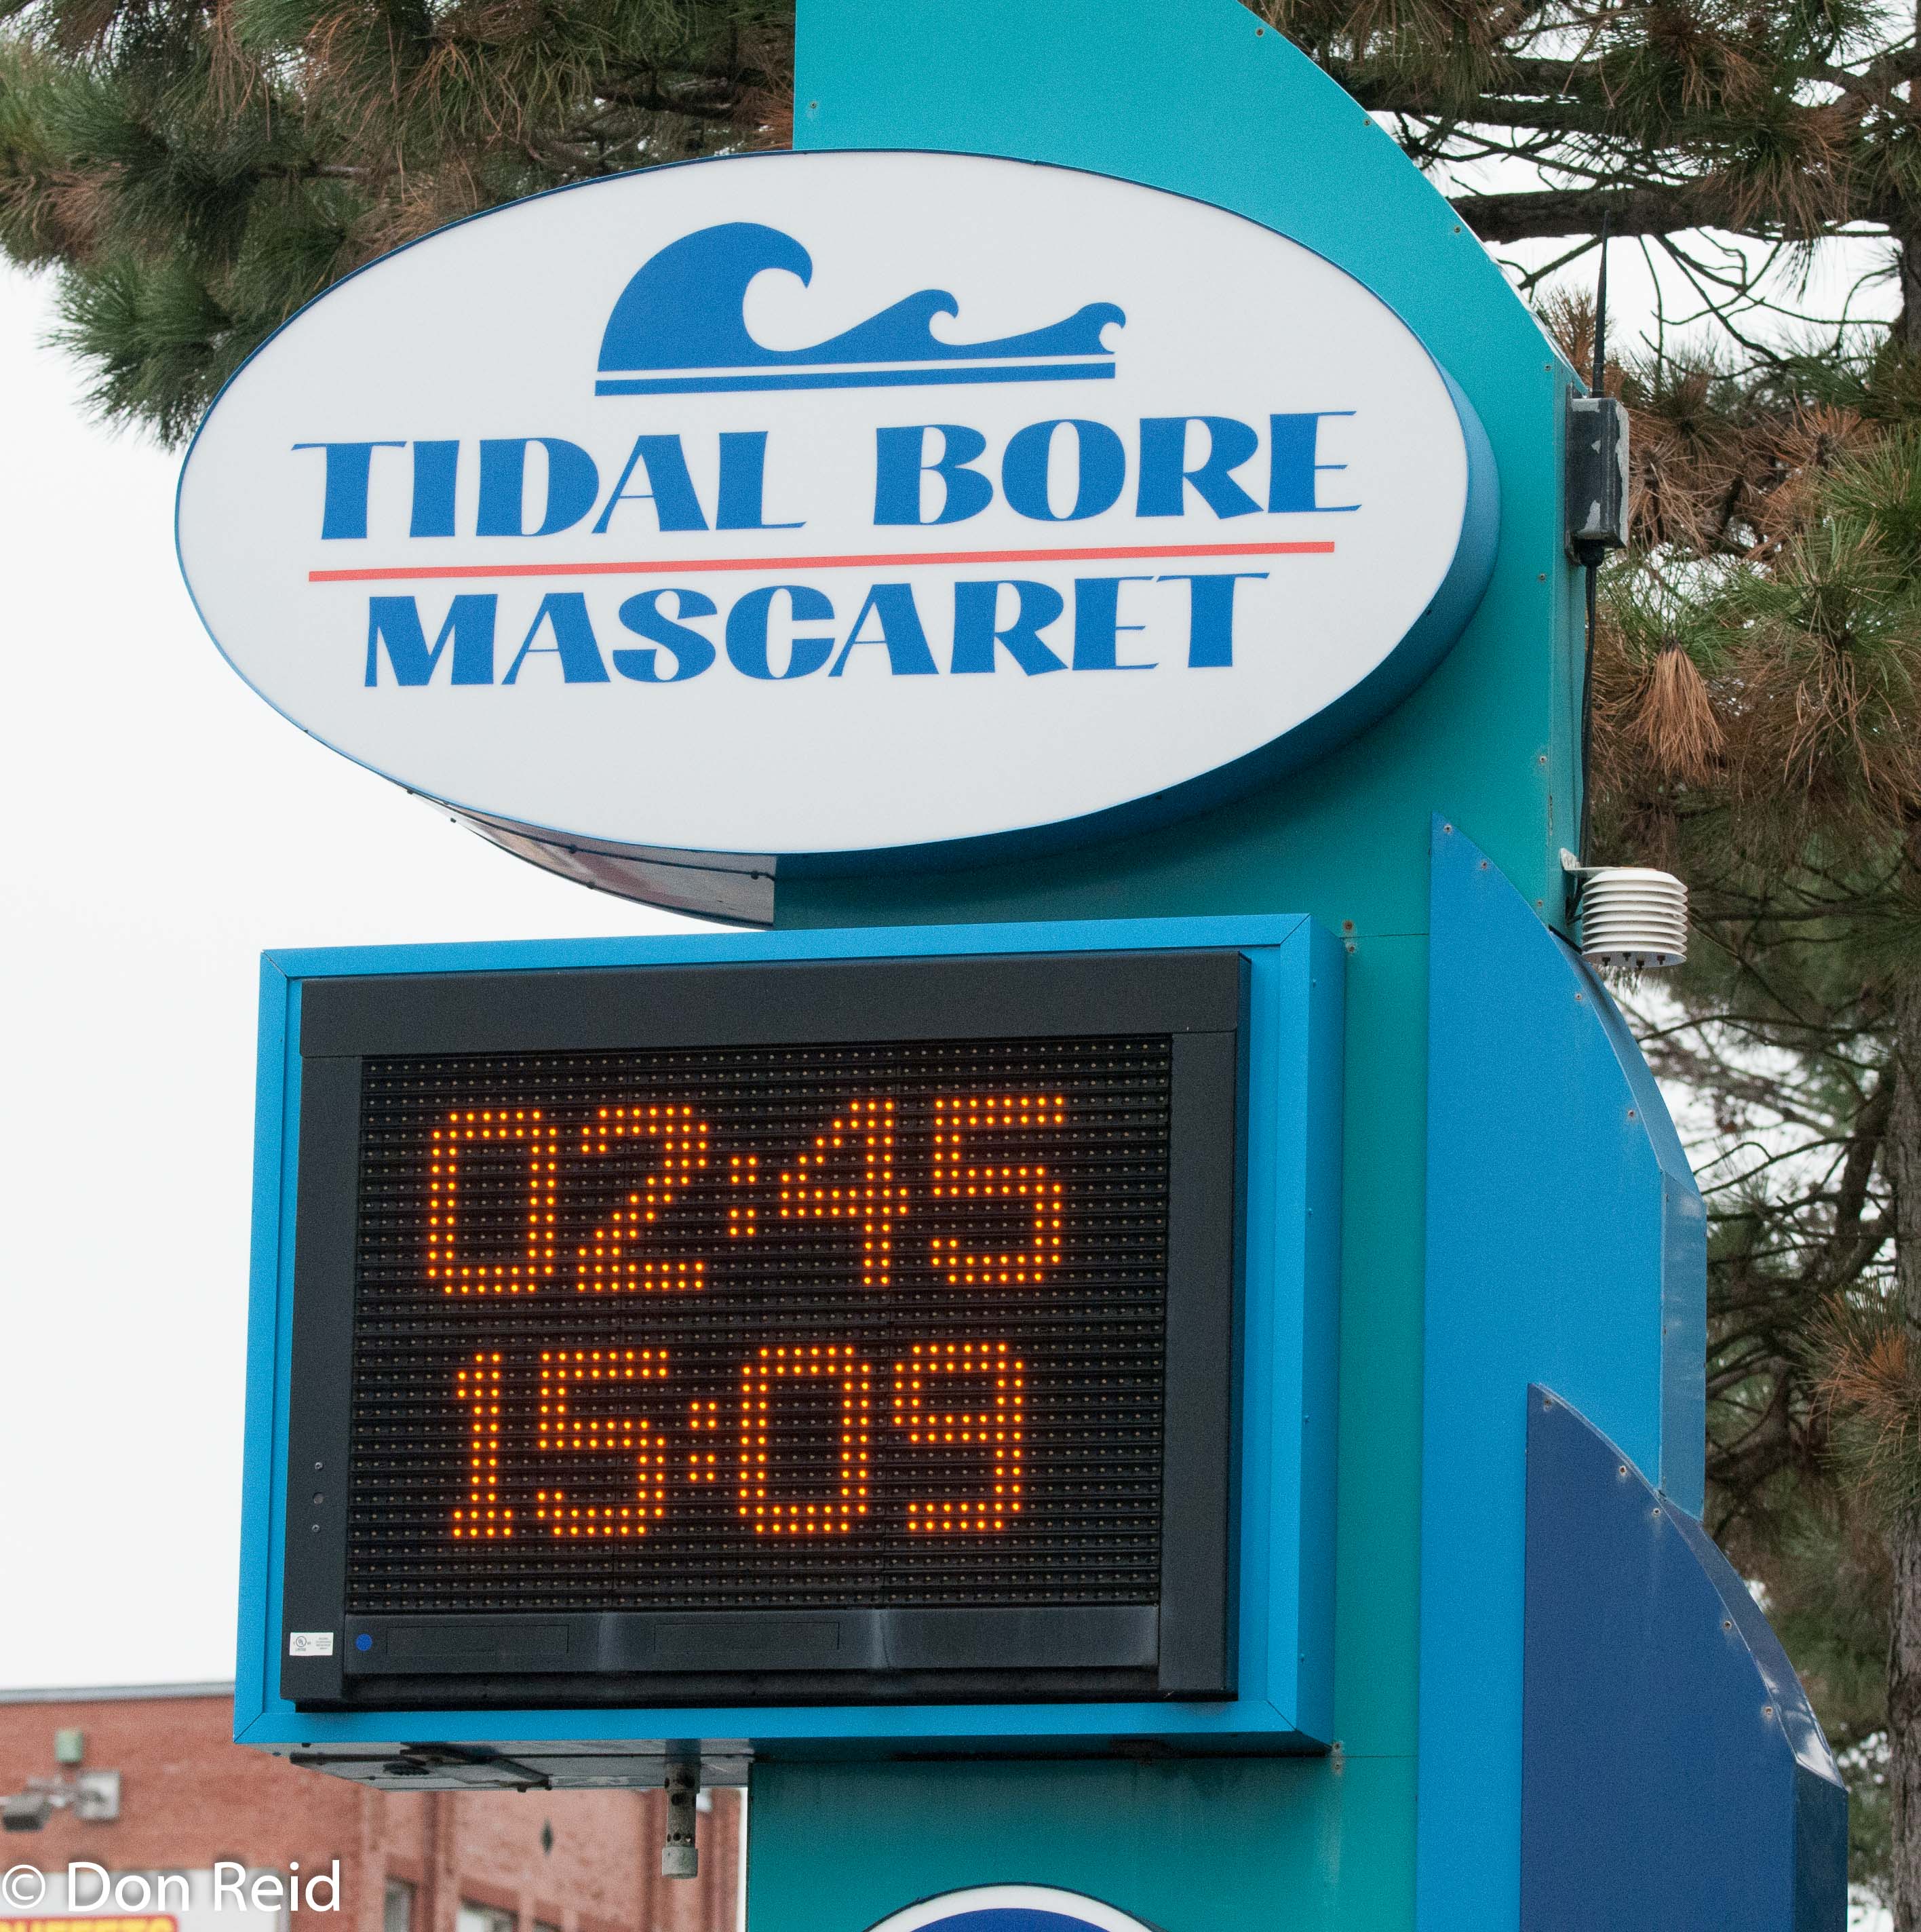 TIDAL BORE
MASCARET
02:45
15:09
© Don Reid